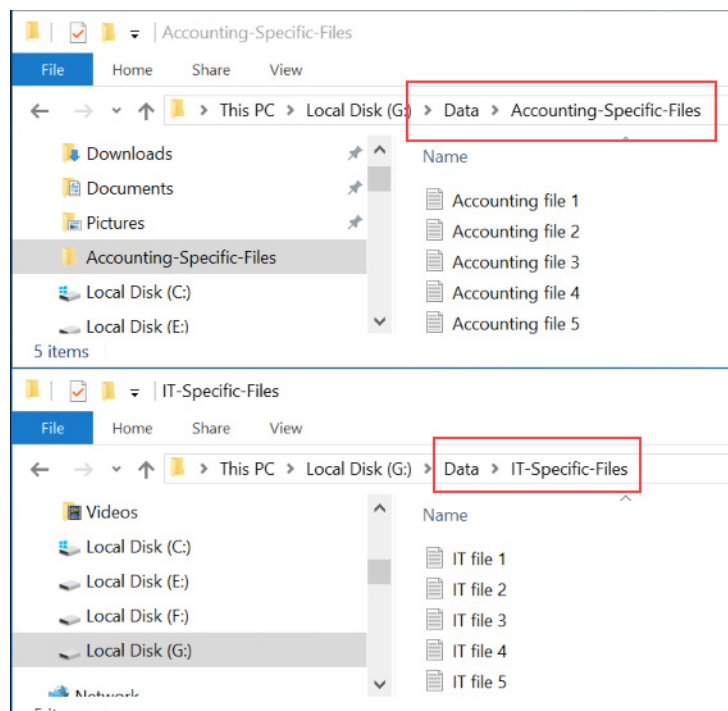 Accounting-Specific-Files
File Home Share View
This PC > Local Disk (G:) > Data > Accounting-Specific-Files
Downloads
Documents
Pictures
Accounting-Specific-Files
Local Disk (C:)
Local Disk (E:)
Name
Accounting file 1
Accounting file 2
Accounting file 3
Accounting file 4
Accounting file 5
5 items
IT-Specific-Files
File Home Share View
This PC > Local Disk (G:) > Data > IT-Specific-Files
Videos
Local Disk (C:)
Local Disk (E:)
Local Disk (F:)
Local Disk (G:)
Network
Name
IT file 1
IT file 2
IT file 3
IT file 4
IT file 5